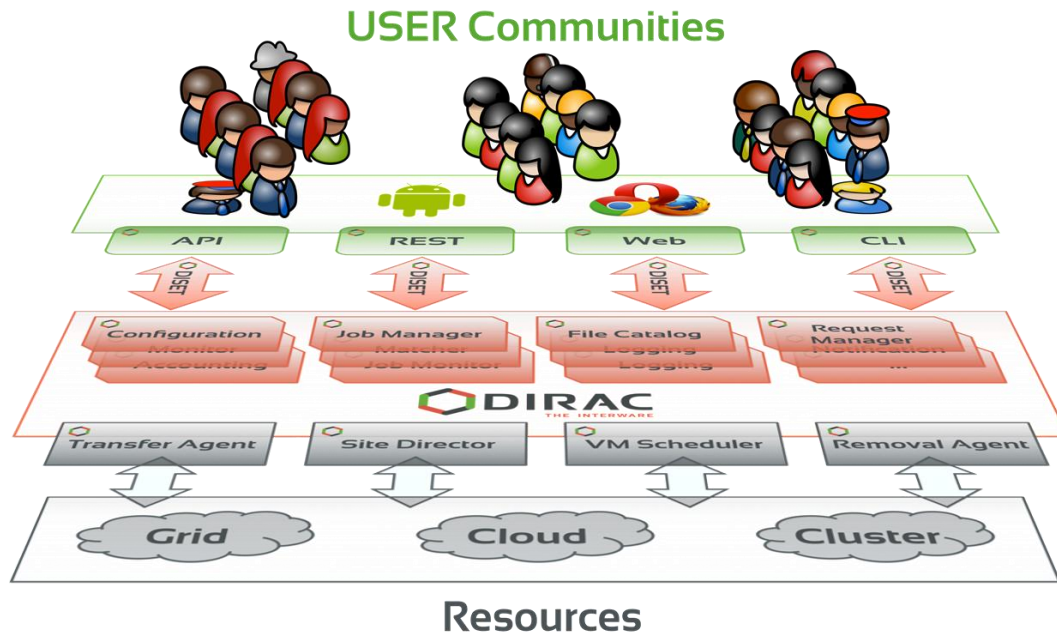 USER Communities
API
REST
Web
CLI
DISET
DISET
DISET
DISET
Configuration
Monitor
Accounting
Job Manager
Matcher
Job Monitor
File Catalog
Logging
Logging
Request
Manager
Notification
...
DIRAC
THE INTERWARE
Transfer Agent
Site Director
VM Scheduler
Removal Agent
Grid
Cloud
Cluster
Resources